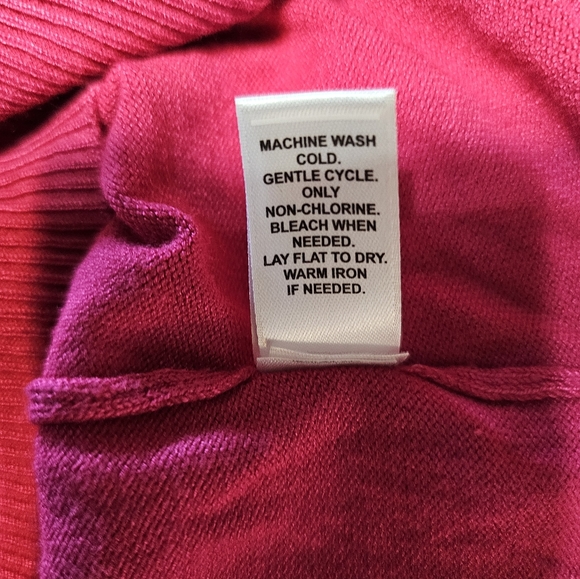 MACHINE WASH
COLD.
GENTLE CYCLE.
ONLY
NON-CHLORINE.
BLEACH WHEN
NEEDED.
LAY FLAT TO DRY.
WARM IRON
IF NEEDED.